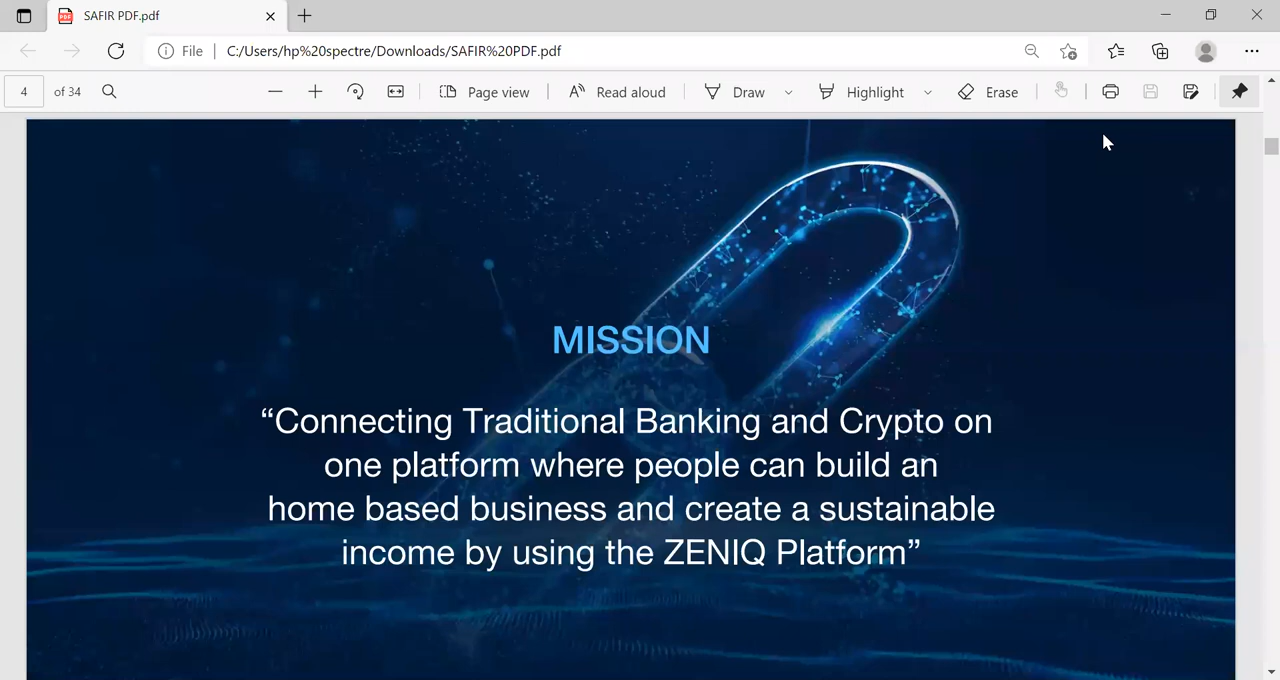 SAFIR PDF.pdf
File C:/Users/hp%20spectre/Downloads/SAFIR%20PDF.pdf
4 of 34 Page view Read aloud Draw Highlight Erase
MISSION
“Connecting Traditional Banking and Crypto on
one platform where people can build an
home based business and create a sustainable
income by using the ZENIQ Platform”